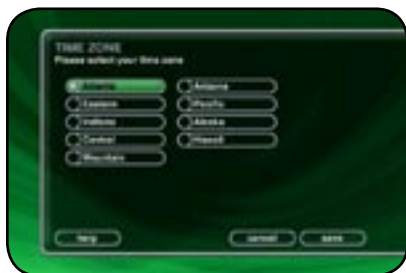 TIME ZONE
Please select your time zone
Atlantic
Eastern
Indiana
Central
Mountain
Arizona
Pacific
Alaska
Hawaii
help
cancel
save